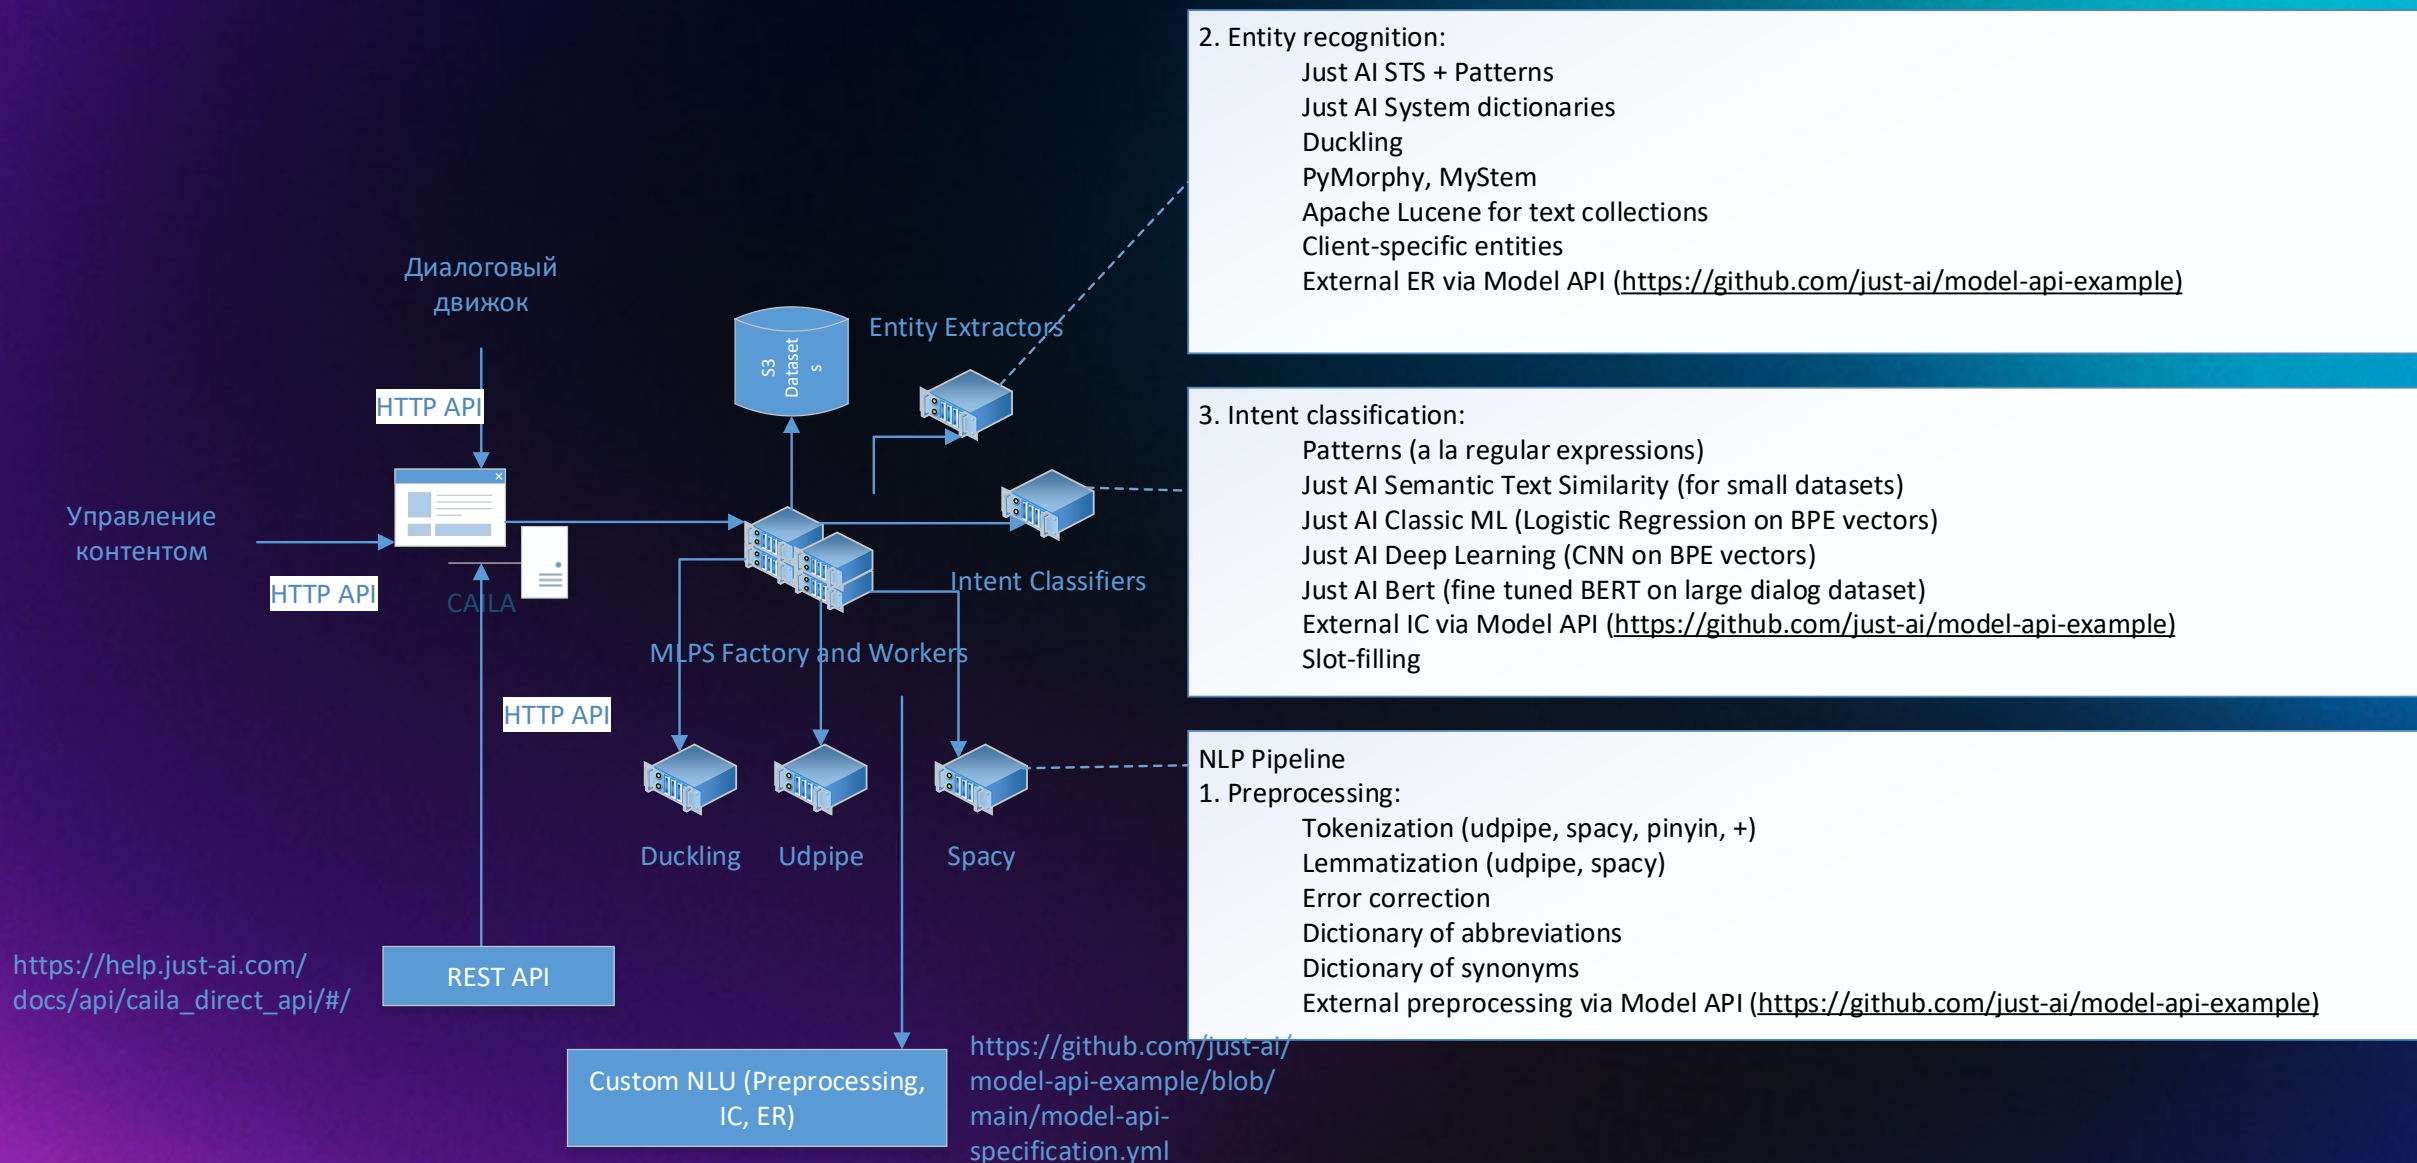 Диалоговый
движок
HTTP API
Управление
контентом
HTTP API
CAILA
HTTP API
REST API
https://help.just-ai.com/
docs/api/caila_direct_api/#/
S3
Dataset
s
Entity Extractors
Intent Classifiers
MLPS Factory and Workers
Duckling
Udpipe
Spacy
Custom NLU (Preprocessing,
IC, ER)
https://github.com/just-ai/
model-api-example/blob/
main/model-api-
specification.yml
2. Entity recognition:
Just AI STS + Patterns
Just AI System dictionaries
Duckling
PyMorphy, MyStem
Apache Lucene for text collections
Client-specific entities
External ER via Model API (https://github.com/just-ai/model-api-example)
3. Intent classification:
Patterns (a la regular expressions)
Just AI Semantic Text Similarity (for small datasets)
Just AI Classic ML (Logistic Regression on BPE vectors)
Just AI Deep Learning (CNN on BPE vectors)
Just AI Bert (fine tuned BERT on large dialog dataset)
External IC via Model API (https://github.com/just-ai/model-api-example)
Slot-filling
NLP Pipeline
1. Preprocessing:
Tokenization (udpipe, spacy, pinyin, +)
Lemmatization (udpipe, spacy)
Error correction
Dictionary of abbreviations
Dictionary of synonyms
External preprocessing via Model API (https://github.com/just-ai/model-api-example)